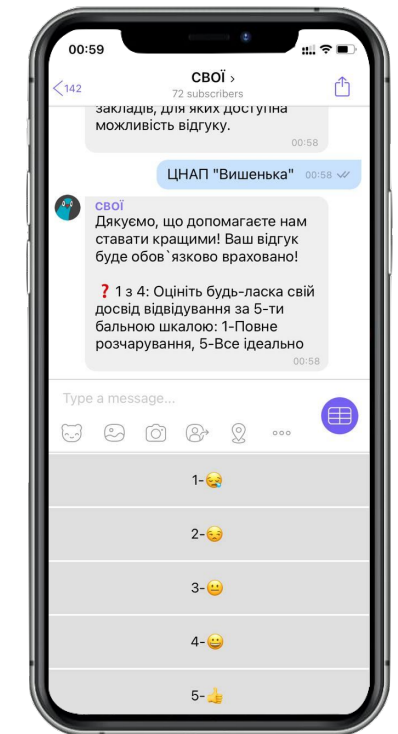 00:59
142
СВОЇ >
72 subscribers
закладів, для яких доступна
можливість відгуку.
00:58
ЦНАП "Вишенька" 00:58
СВОЇ
Дякуємо, що допомагаєте нам
ставати кращими! Ваш відгук
буде обов`язково враховано!
❓ 1 з 4: Оцініть будь-ласка свій
досвід відвідування за 5-ти
бальною шкалою: 1-Повне
розчарування, 5-Все ідеально
00:58
Type a message...
1-😪
2-😒
3-😐
4-😄
5-👍